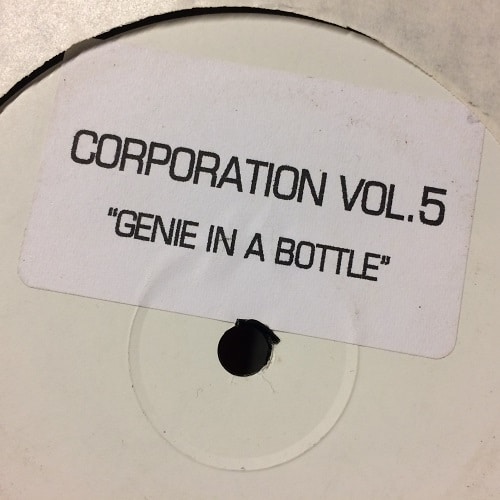 CORPORATION VOL.5
"GENIE IN A BOTTLE"